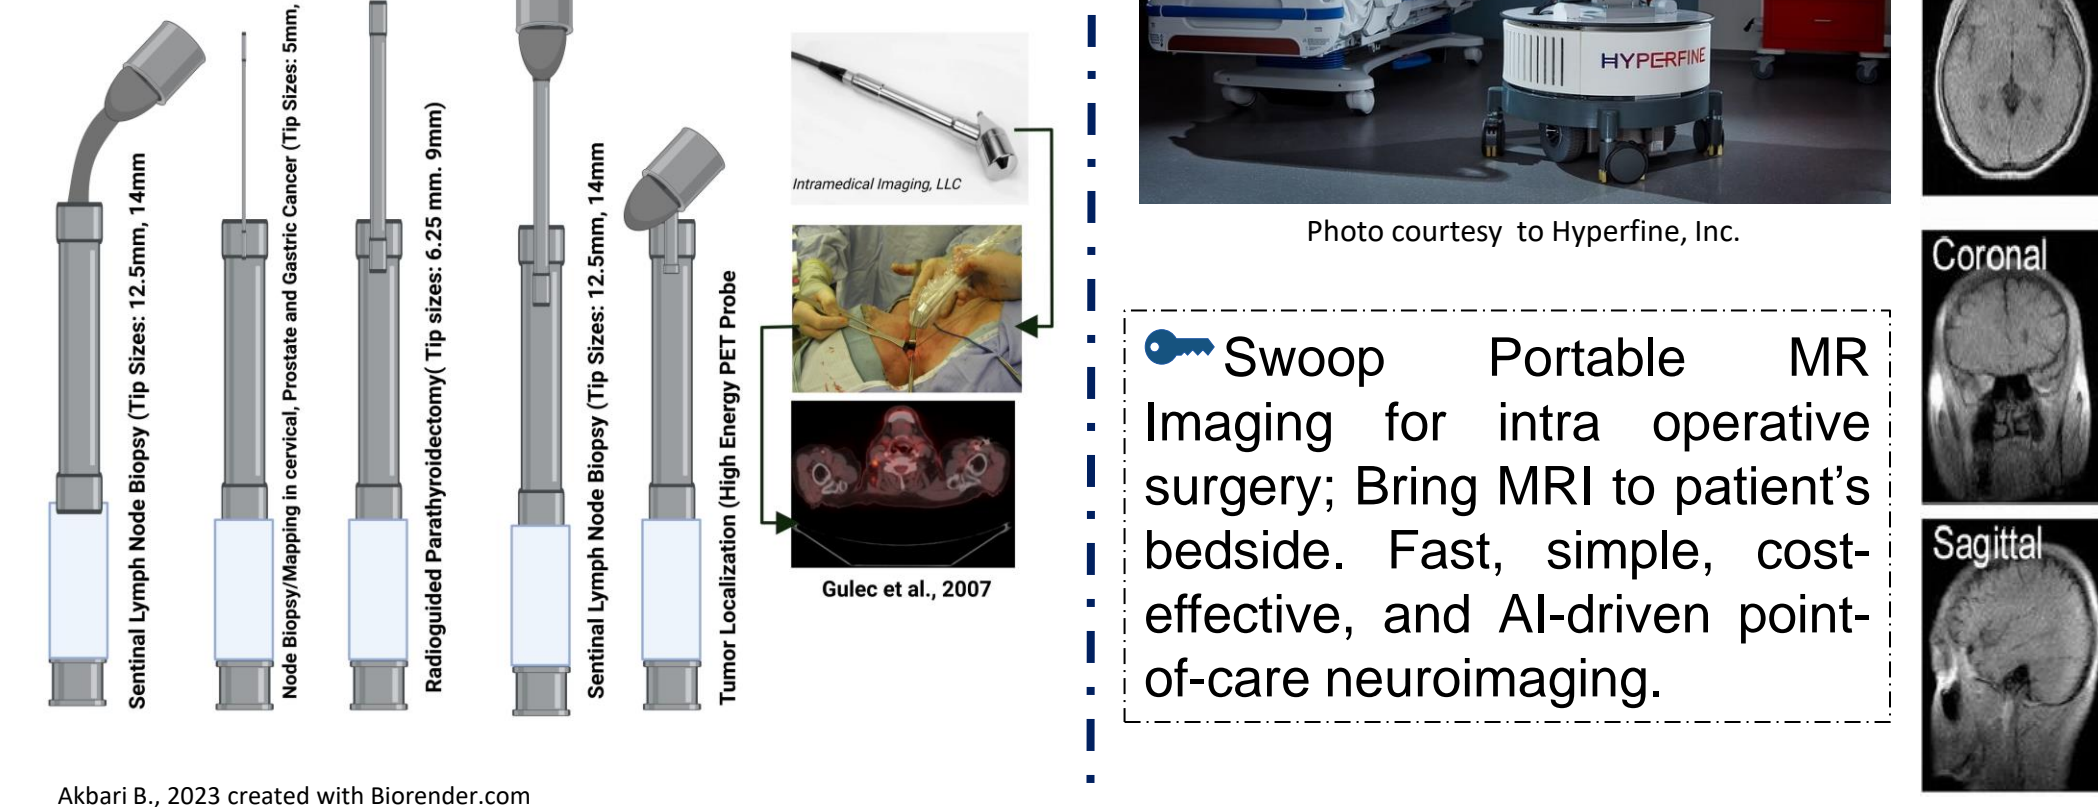 Sentinal Lymph Node Biopsy (Tip Sizes: 12.5mm, 14mm
Node Biopsy/Mapping in cervical, Prostate and Gastric Cancer (Tip Sizes: 5mm,
Radioguided Parathyroidectomy( Tip sizes: 6.25 mm. 9mm)
Sentinal Lymph Node Biopsy (Tip Sizes: 12.5mm, 14mm
Tumor Localization (High Energy PET Probe
Intramedical Imaging, LLC
Gulec et al., 2007
Akbari B., 2023 created with Biorender.com
HYPERFINE
Photo courtesy to Hyperfine, Inc.
Swoop Portable MR
Imaging for intra operative
surgery; Bring MRI to patient’s
bedside. Fast, simple, cost-
effective, and AI-driven point-
of-care neuroimaging.
Coronal
Sagittal